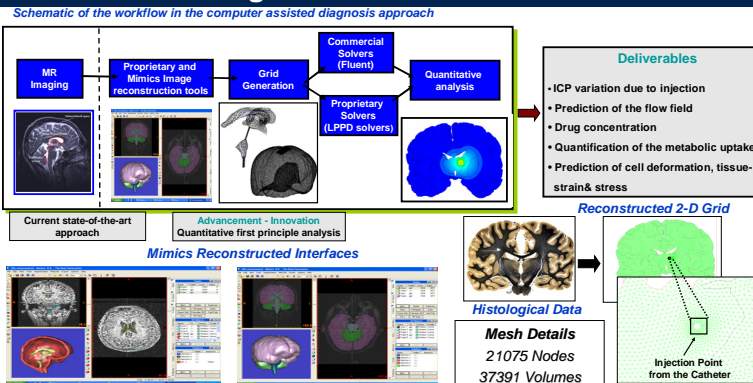 Schematic of the workflow in the computer assisted diagnosis approach
MR
Imaging
Proprietary and
Mimics Image
reconstruction tools
Grid
Generation
Commercial
Solvers
(Fluent)
Proprietary
Solvers
(LPPD solvers)
Quantitative
analysis
Deliverables
• ICP variation due to injection
• Prediction of the flow field
• Drug concentration
• Quantification of the metabolic uptake
• Prediction of cell deformation, tissue-
strain& stress
Current state-of-the-art
approach
Advancement - Innovation
Quantitative first principle analysis
Reconstructed 2-D Grid
Mimics Reconstructed Interfaces
Histological Data
Mesh Details
21075 Nodes
37391 Volumes
Injection Point
from the Catheter